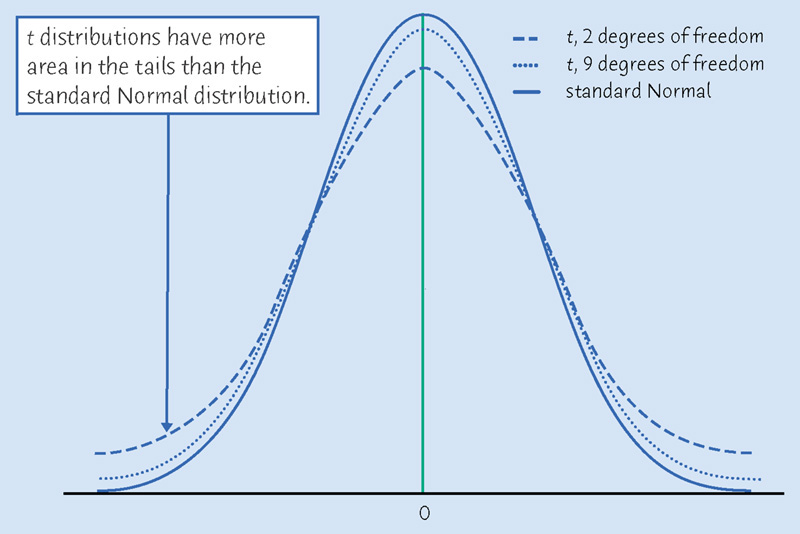 t distributions have more
area in the tails than the
standard Normal distribution.
t, 2 degrees of freedom
t, 9 degrees of freedom
standard Normal
0